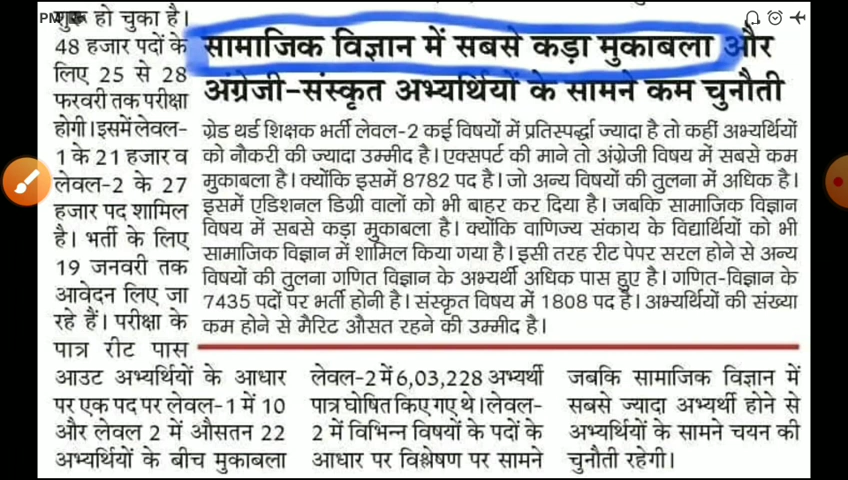 PM
शुरू हो चुका है।
48 हजार पदों के
लिए 25 से 28
फरवरी तक परीक्षा
होगी। इसमें लेवल-
1 के 21 हजार व
लेवल-2 के 27
हजार पद शामिल
है। भर्ती के लिए
19 जनवरी तक
आवेदन लिए जा
रहे हैं। परीक्षा के
पात्र रीट पास
आउट अभ्यर्थियों के आधार
पर एक पद पर लेवल-1 में 10
और लेवल 2 में औसतन 22
अभ्यर्थियों के बीच मुकाबला
सामाजिक विज्ञान में सबसे कड़ा मुकाबला और
अंग्रेजी-संस्कृत अभ्यर्थियों के सामने कम चुनौती
ग्रेड थर्ड शिक्षक भर्ती लेवल-2 कई विषयों में प्रतिस्पर्द्धा ज्यादा है तो कहीं अभ्यर्थियों
को नौकरी की ज्यादा उम्मीद है। एक्सपर्ट की माने तो अंग्रेजी विषय में सबसे कम
मुकाबला है। क्योंकि इसमें 8782 पद है। जो अन्य विषयों की तुलना में अधिक है।
इसमें एडिशनल डिग्री वालों को भी बाहर कर दिया है। जबकि सामाजिक विज्ञान
विषय में सबसे कड़ा मुकाबला है। क्योंकि वाणिज्य संकाय के विद्यार्थियों को भी
सामाजिक विज्ञान में शामिल किया गया है। इसी तरह रीट पेपर सरल होने से अन्य
विषयों की तुलना गणित विज्ञान के अभ्यर्थी अधिक पास हुए है। गणित-विज्ञान के
7435 पदों पर भर्ती होनी है। संस्कृत विषय में 1808 पद है। अभ्यर्थियों की संख्या
कम होने से मैरिट औसत रहने की उम्मीद है।
लेवल-2 में 6,03,228 अभ्यर्थी
पात्र घोषित किए गए थे। लेवल-
2 में विभिन्न विषयों के पदों के
आधार पर विश्लेषण पर सामने
जबकि सामाजिक विज्ञान में
सबसे ज्यादा अभ्यर्थी होने से
अभ्यर्थियों के सामने चयन की
चुनौती रहेगी।